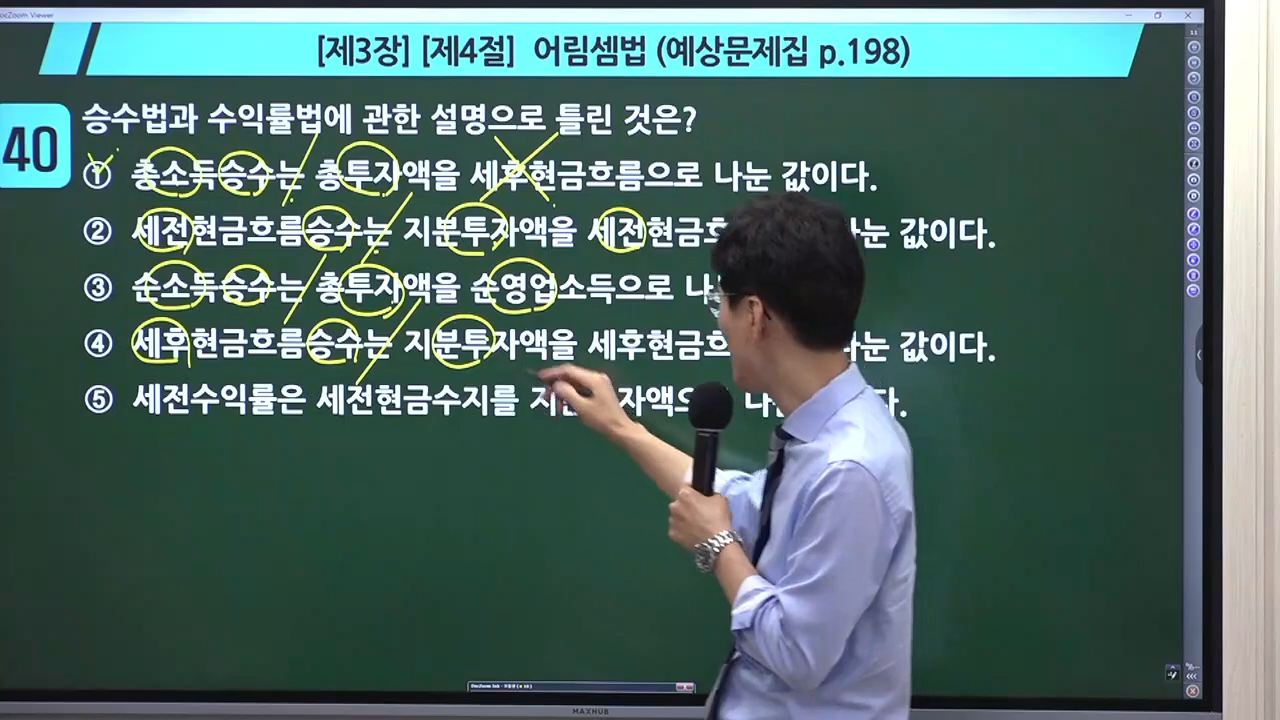 DocZoom Viewer
[제3장] [제4절] 어림셈법 (예상문제집 p.198)
40 승수법과 수익률법에 관한 설명으로 틀린 것은?
① 총소득승수는 총투자액을 세후현금흐름으로 나눈 값이다.
② 세전현금흐름승수는 지분투자액을 세전현금흐 나눈 값이다.
③ 순소득승수는 총투자액을 순영업소득으로 나
④ 세후현금흐름승수는 지분투자액을 세후현금흐 나눈 값이다.
⑤ 세전수익률은 세전현금수지를 지 자액으 나 다.
MAXHUB